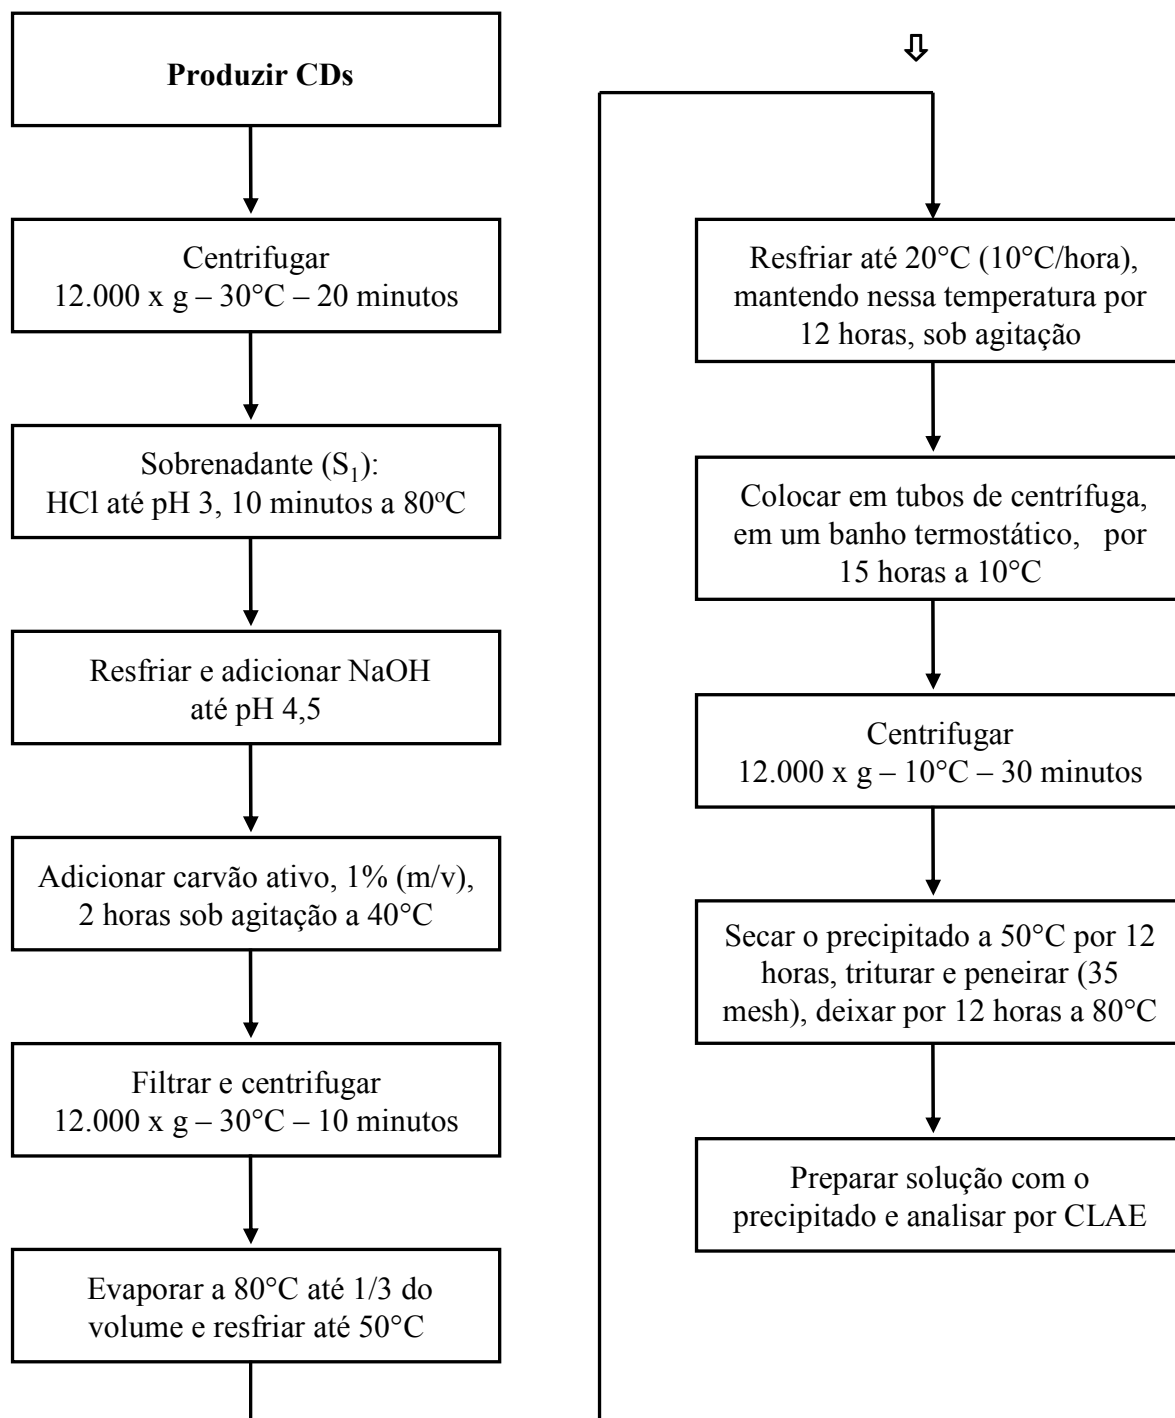 Produzir CDs
Centrifugar
12.000 x g – 30°C – 20 minutos
Sobrenadante (S₁):
HCl até pH 3, 10 minutos a 80ºC
Resfriar e adicionar NaOH
até pH 4,5
Adicionar carvão ativo, 1% (m/v),
2 horas sob agitação a 40°C
Filtrar e centrifugar
12.000 x g – 30°C – 10 minutos
Evaporar a 80°C até 1/3 do
volume e resfriar até 50°C
Resfriar até 20°C (10°C/hora),
mantendo nessa temperatura por
12 horas, sob agitação
Colocar em tubos de centrífuga,
em um banho termostático, por
15 horas a 10°C
Centrifugar
12.000 x g – 10°C – 30 minutos
Secar o precipitado a 50°C por 12
horas, triturar e peneirar (35
mesh), deixar por 12 horas a 80°C
Preparar solução com o
precipitado e analisar por CLAE